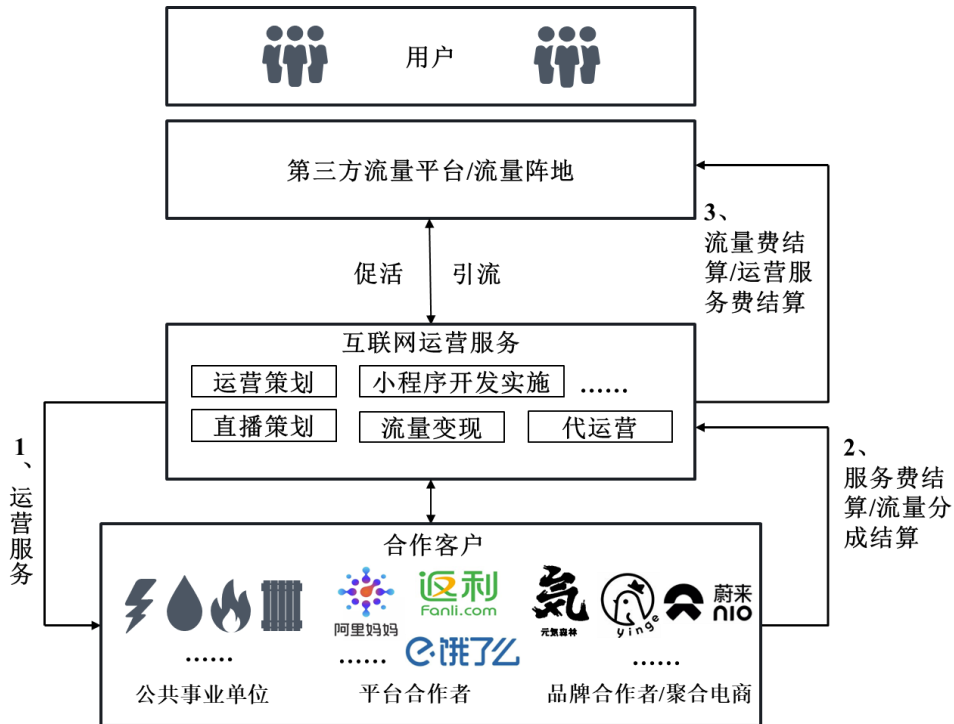 用户
第三方流量平台/流量阵地
促活
引流
3、
流量费结
算/运营服
务费结算
互联网运营服务
运营策划
小程序开发实施
......
直播策划
流量变现
代运营
1、
运营服务
2、
服务费结
算/流量分
成结算
合作客户
阿里妈妈
返利
Fanli.com
饿了么
気
元気森林
yinge
蔚来
NIO
......
......
......
公共事业单位
平台合作者
品牌合作者/聚合电商